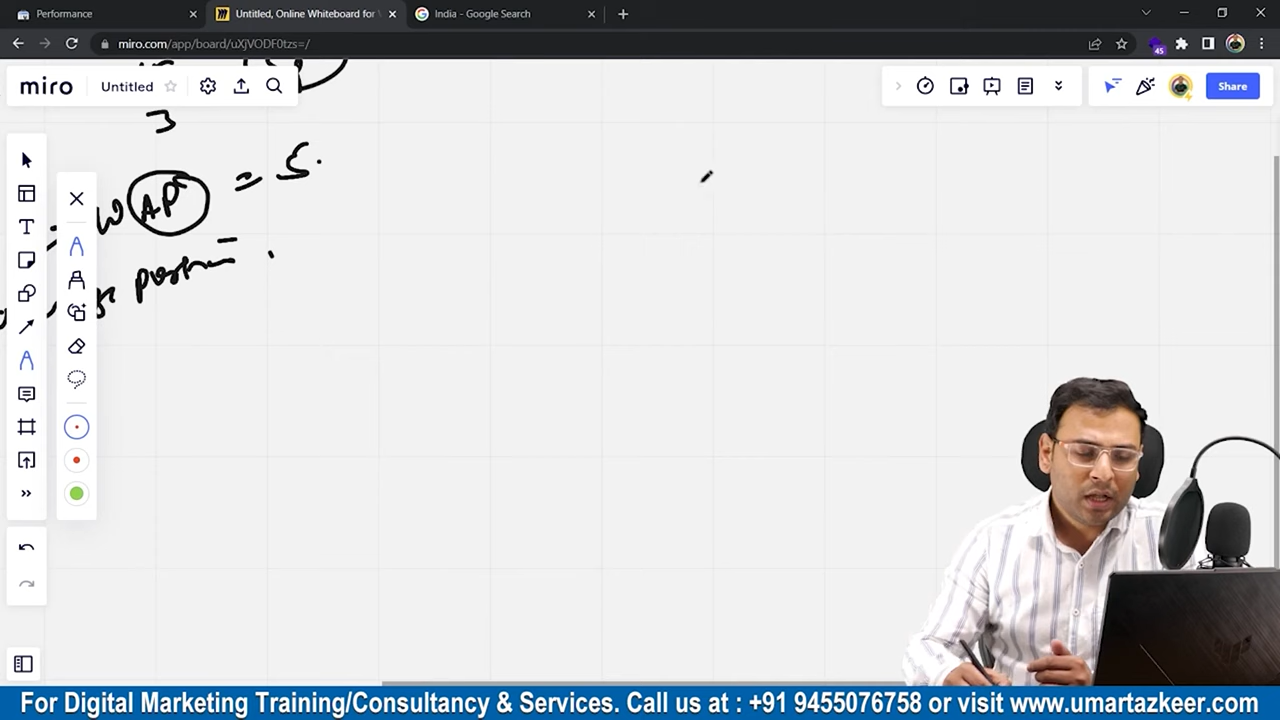 Performance
Untitled, Online Whiteboard for
India - Google Search
miro.com/app/board/uXjVODF0tzs=/
45
miro
Untitled
Share
3
= WAP = 5.
For Digital Marketing Training/Consultancy & Services. Call us at : +91 9455076758 or visit www.umartazkeer.com